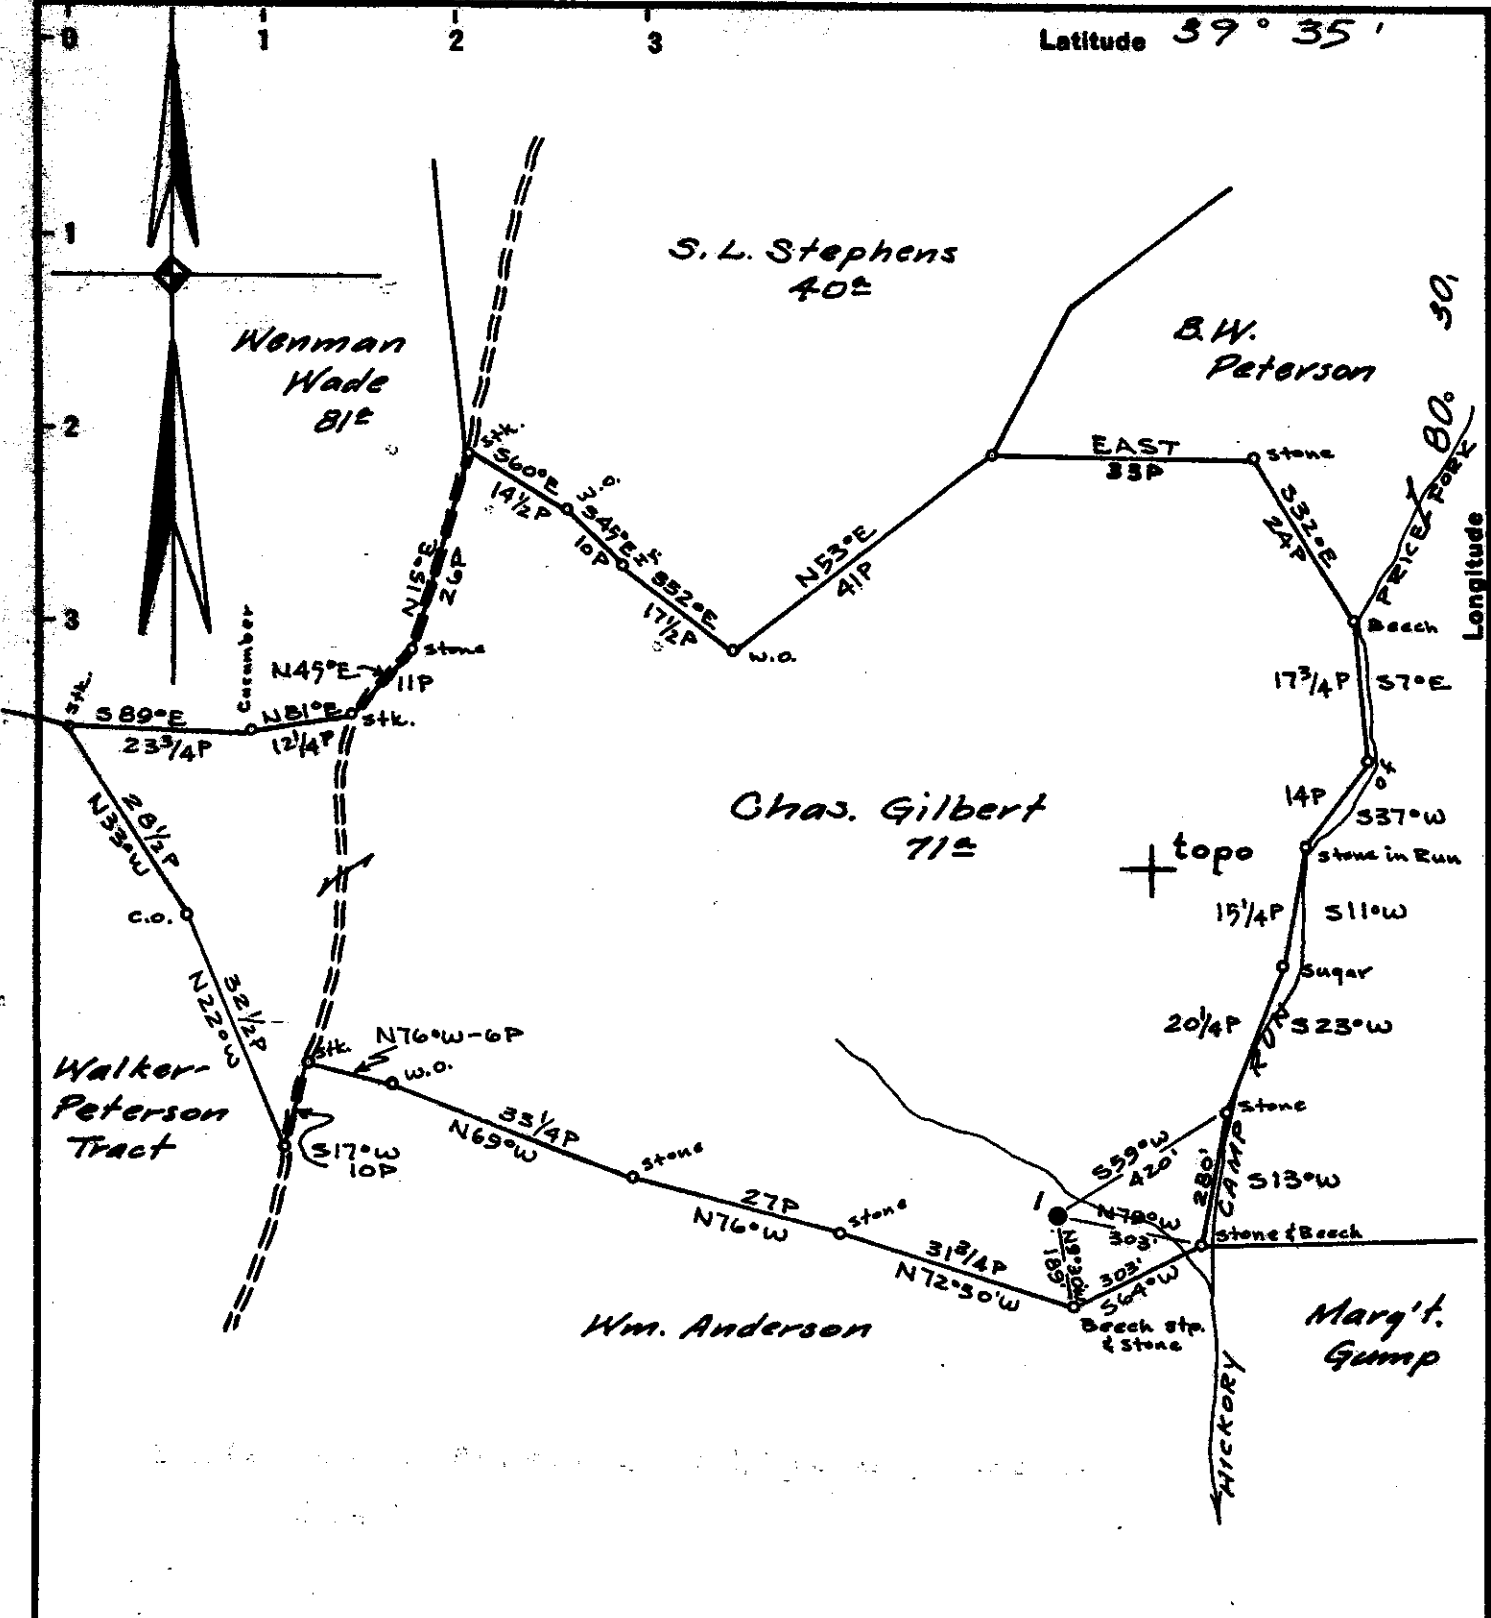 0 1 2 3
Latitude 39° 35'
1
2
3
S. L. Stephens
40a
Wenman
Wade
81a
B.W.
Peterson
80° 30'
Longitude
PRICE FORK
stk.
S60°E
14½P
w.o.
S45°E
10P
S52°E
17½P
w.o.
N53°E
41P
EAST
33P
stone
S32°E
24P
Beech
17¾P S7°E
14P
S37°W
stone in Run
15¼P S11°W
Sugar
20¼P S23°W
RUN
stone
CAMP
280'
S13°W
stone & Beech
N15°E
26P
stone
N45°E
11P
Cucumber
stk.
S89°E
23¾P
N81°E
12¼P
stk.
28½P
N33°W
c.o.
32½P
N22°W
Chas. Gilbert
71a
topo
Walker-
Peterson
Tract
stk.
N76°W-6P
w.o.
S17°W
10P
33¼P
N69°W
stone
27P
N76°W
stone
31¾P
N72°30'W
S59°W
420'
1
N78°W
303'
N9°30'W
189'
303'
S64°W
Beech stp.
& stone
Wm. Anderson
Marg't.
Gump
HICKORY